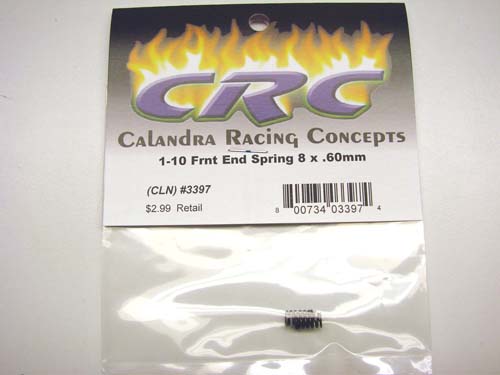 CRC
Calandra Racing Concepts
1-10 Frnt End Spring 8 x .60mm
(CLN) #3397
$2.99 Retail
8 00734 03397 4